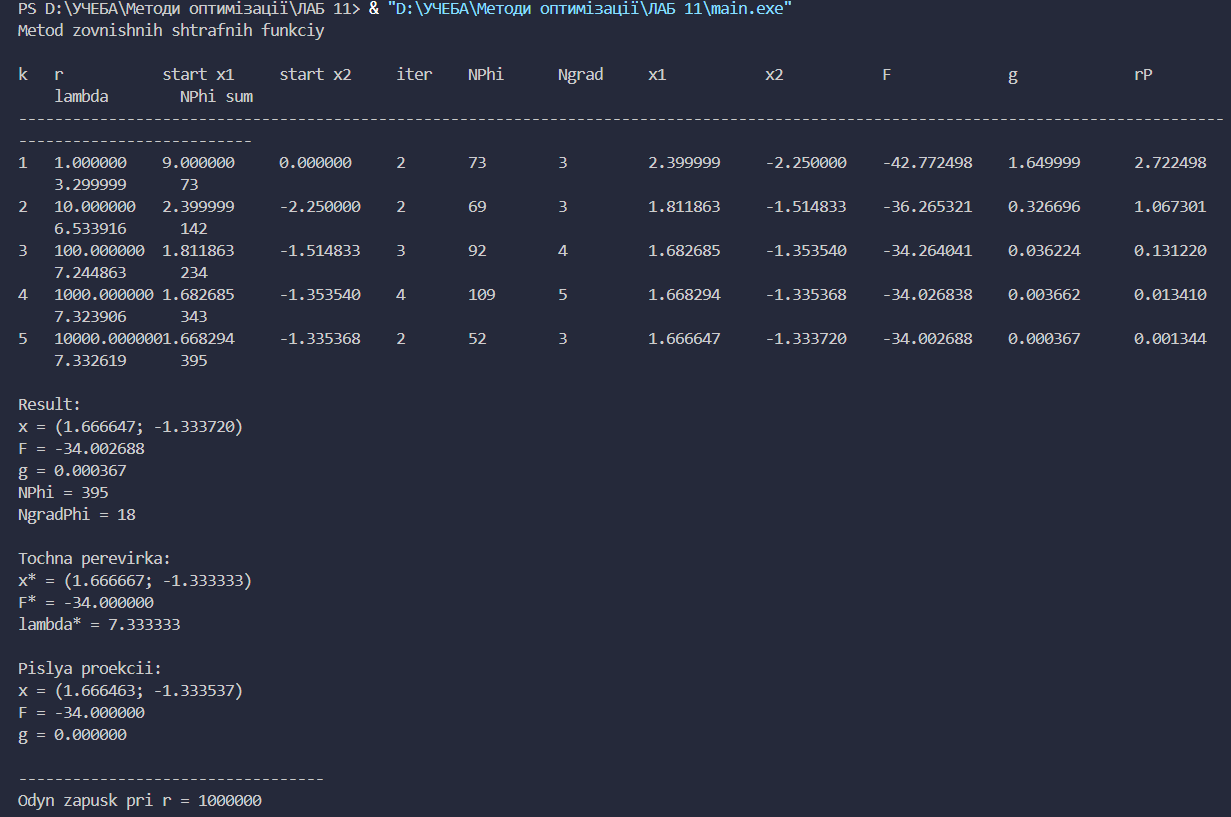 PS D:\УЧЕБА\Методи оптимізації\ЛАБ 11> & "D:\УЧЕБА\Методи оптимізації\ЛАБ 11\main.exe"
Metod zovnishnih shtrafnih funkciy
k r start x1 start x2 iter NPhi Ngrad x1 x2 F g rP
lambda NPhi sum
--------------------------------------------------------------------------------------------------------------------------------------
--------------------------
1 1.000000 9.000000 0.000000 2 73 3 2.399999 -2.250000 -42.772498 1.649999 2.722498
3.299999 73
2 10.000000 2.399999 -2.250000 2 69 3 1.811863 -1.514833 -36.265321 0.326696 1.067301
6.533916 142
3 100.000000 1.811863 -1.514833 3 92 4 1.682685 -1.353540 -34.264041 0.036224 0.131220
7.244863 234
4 1000.000000 1.682685 -1.353540 4 109 5 1.668294 -1.335368 -34.026838 0.003662 0.013410
7.323906 343
5 10000.0000001.668294 -1.335368 2 52 3 1.666647 -1.333720 -34.002688 0.000367 0.001344
7.332619 395
Result:
x = (1.666647; -1.333720)
F = -34.002688
g = 0.000367
NPhi = 395
NgradPhi = 18
Tochna perevirka:
x* = (1.666667; -1.333333)
F* = -34.000000
lambda* = 7.333333
Pislya proekcii:
x = (1.666463; -1.333537)
F = -34.000000
g = 0.000000
----------------------------------
Odyn zapusk pri r = 1000000